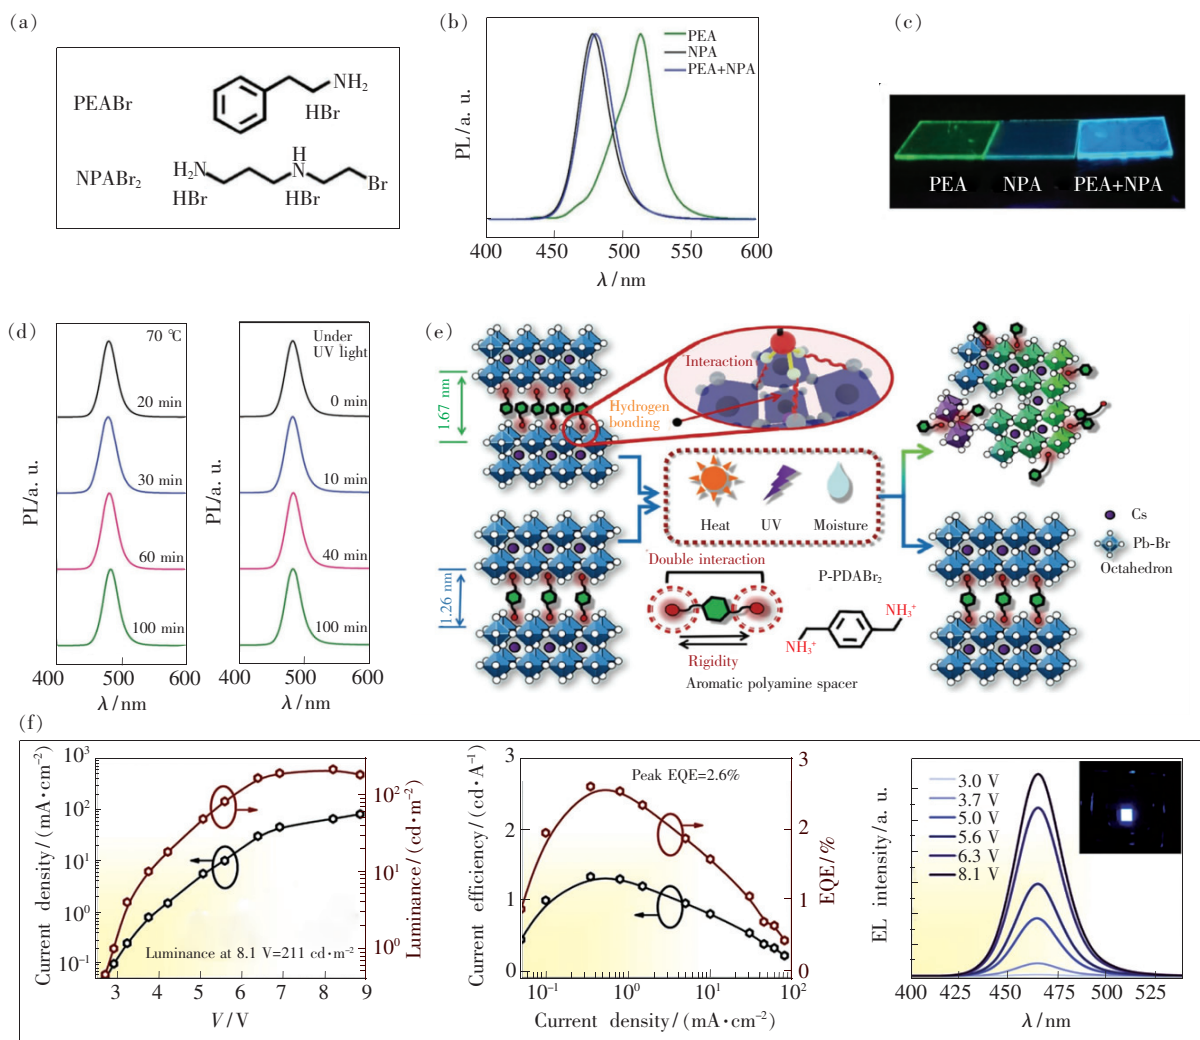 (a)
PEABr
NH₂
HBr
NPABr₂
H₂N
HBr
H
N
HBr
Br
(b)
PL/a. u.
PEA
NPA
PEA+NPA
400 450 500 550 600
λ/nm
(c)
PEA NPA PEA+NPA
(d)
PL/a. u.
70 ℃
20 min
30 min
60 min
100 min
400 500 600
λ/nm
PL/a. u.
Under
UV light
0 min
10 min
40 min
100 min
400 500 600
λ/nm
(e)
1.67 nm
Interaction
Hydrogen
bonding
Heat UV Moisture
1.26 nm
Double interaction
Rigidity
P-PDABr₂
NH₃⁺
NH₃⁺
Aromatic polyamine spacer
Cs
Pb-Br
Octahedron
(f)
Current density/(mA·cm⁻²)
10³
10²
10¹
10⁰
10⁻¹
Luminance at 8.1 V=211 cd·m⁻²
3 4 5 6 7 8 9
V/V
10²
10¹
10⁰
Luminance/(cd·m⁻²)
Current efficiency/(cd·A⁻¹)
3
2
1
0
Peak EQE=2.6%
10⁻¹ 10⁰ 10¹ 10²
Current density/(mA·cm⁻²)
3
2
1
0
EQE/%
EL intensity/a. u.
3.0 V
3.7 V
5.0 V
5.6 V
6.3 V
8.1 V
400 425 450 475 500 525
λ/nm